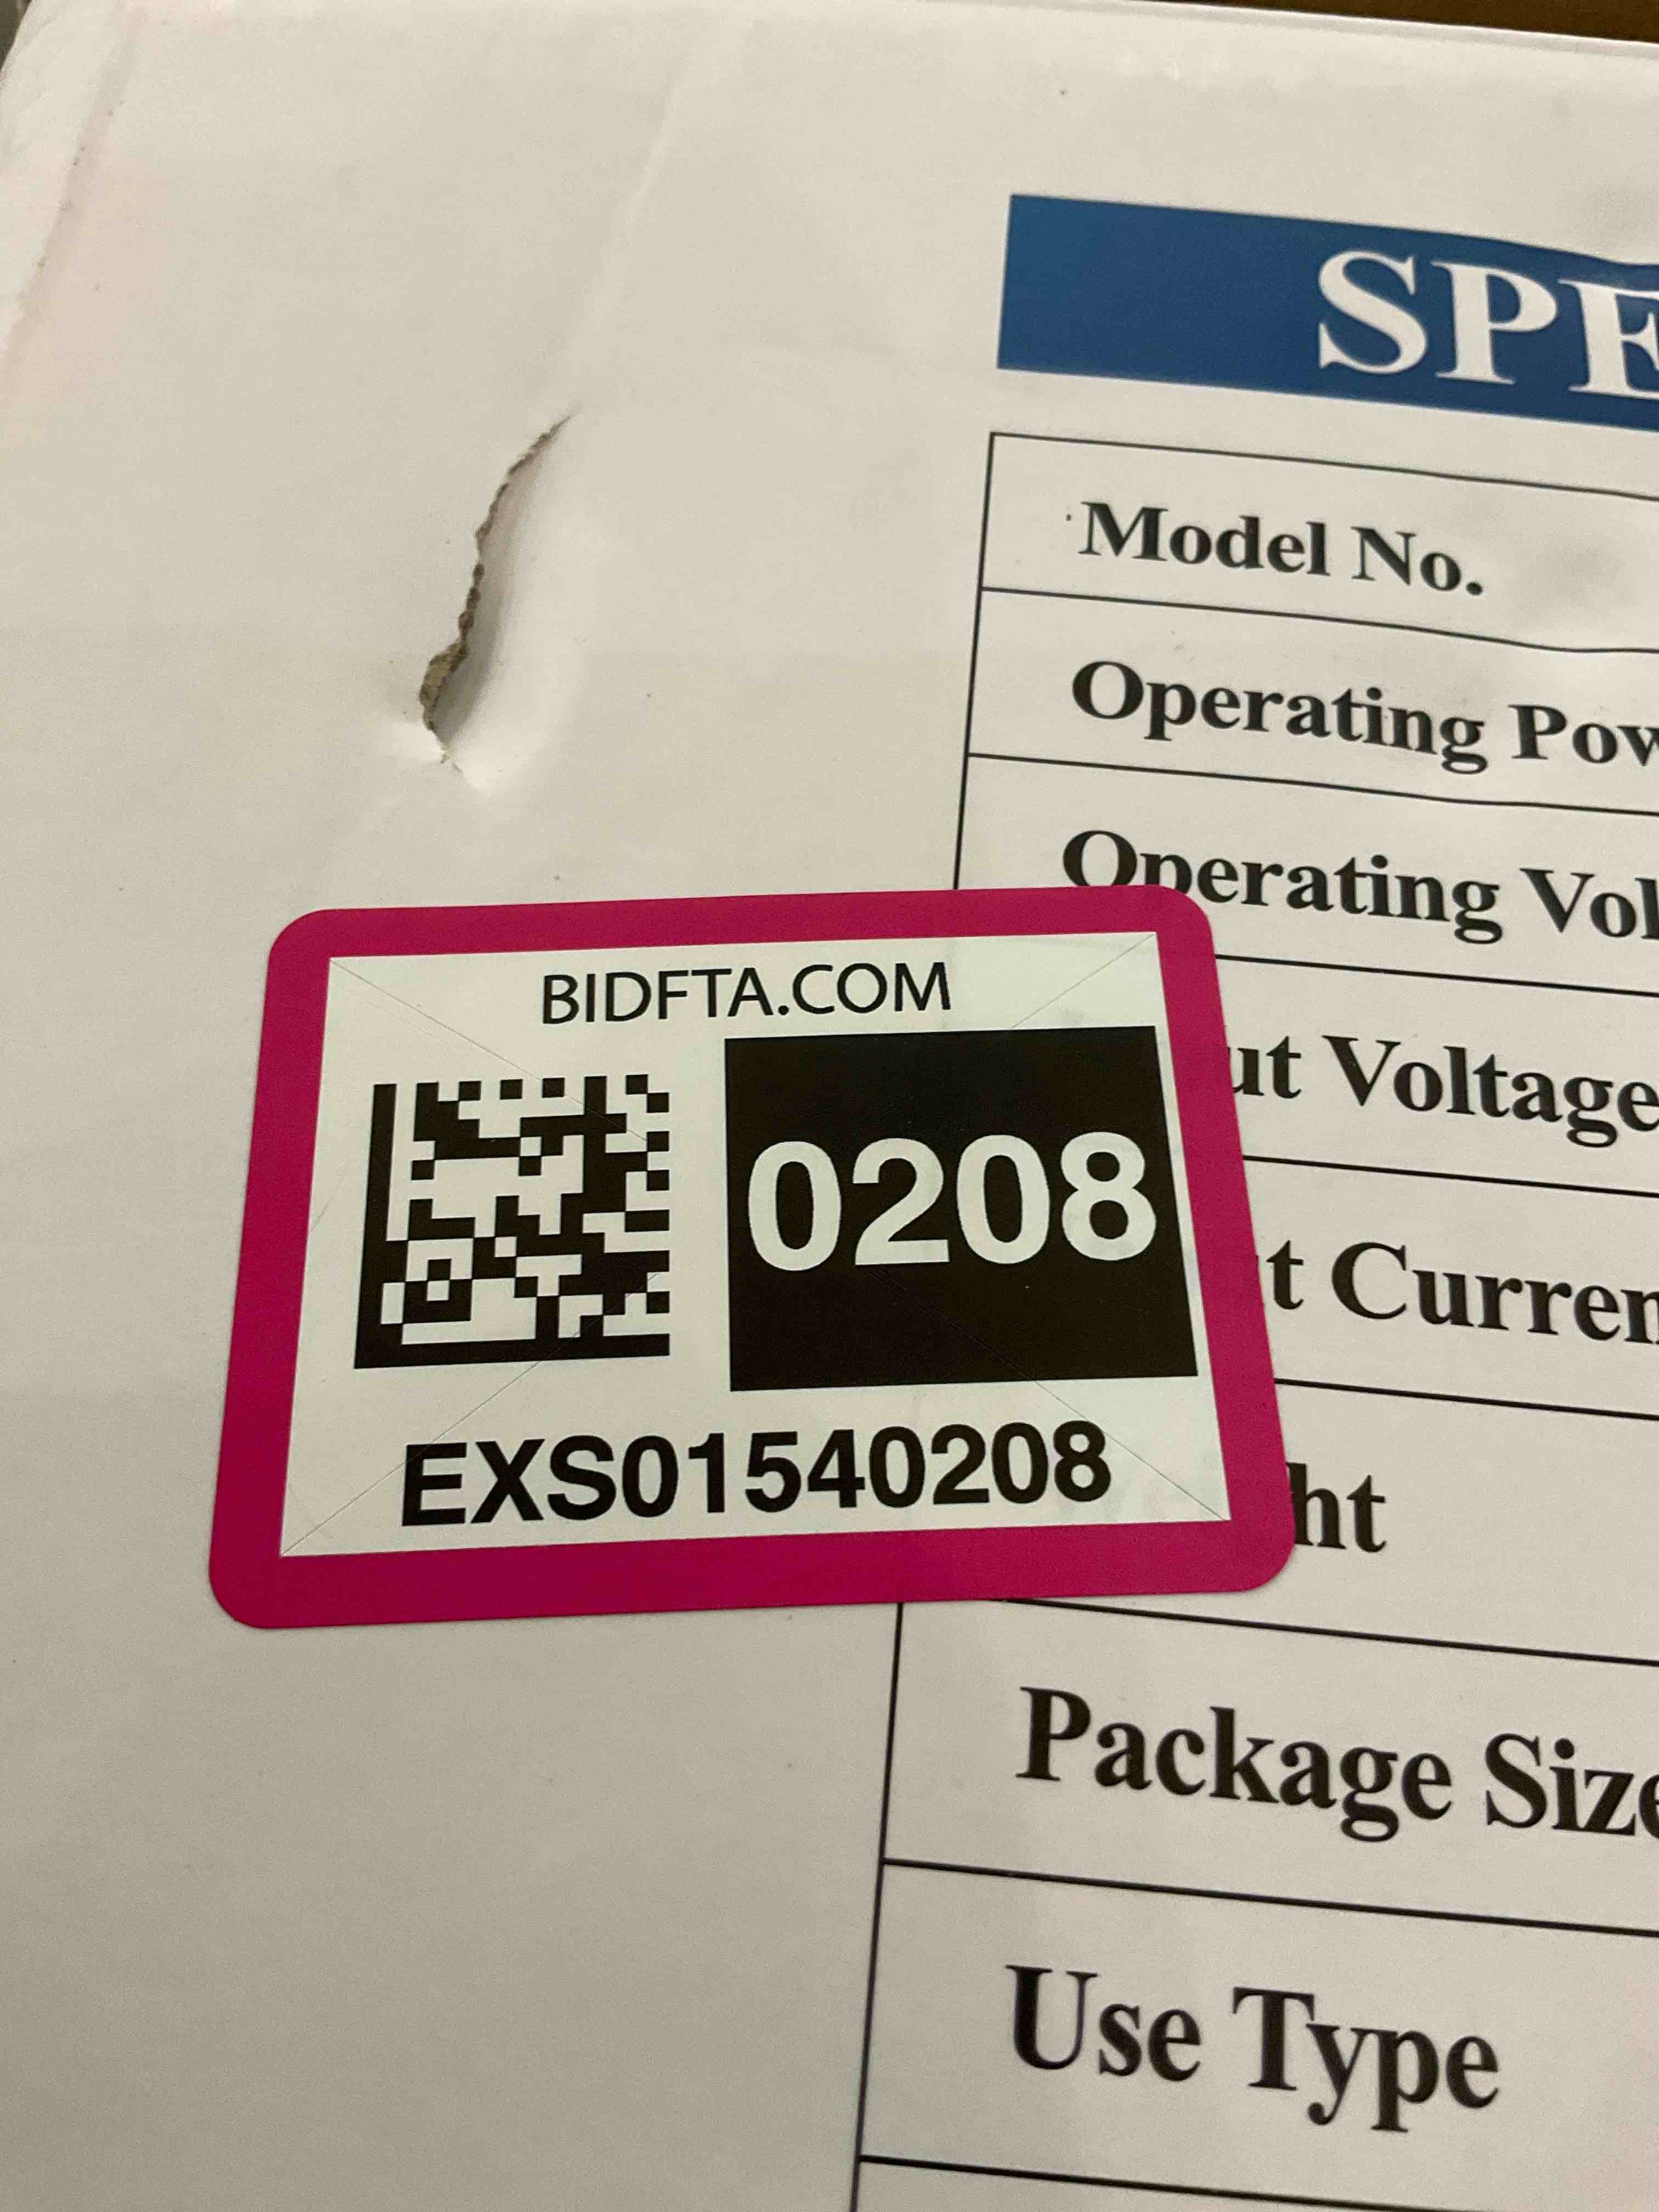 SPE
Model No.
Operating Pow
Operating Vol
ut Voltage
t Curren
ht
Package Size
Use Type
BIDFTA.COM
0208
EXS01540208